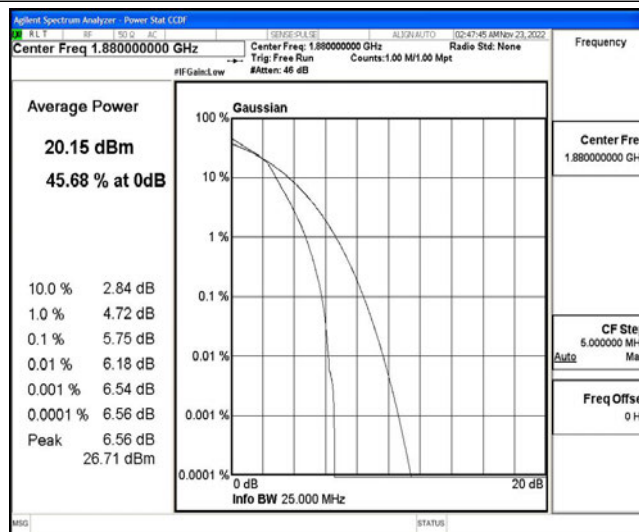 Agilent Spectrum Analyzer - Power Stat CCDF
RL T RF 50 Ω AC SENSE:PULSE ALIGN AUTO 02:47:45 AM Nov 23, 2022
Center Freq 1.880000000 GHz
Center Freq: 1.880000000 GHz Radio Std: None
Trig: Free Run Counts:1.00 M/1.00 Mpt
#IFGain:Low #Atten: 46 dB
Frequency
Average Power
20.15 dBm
45.68 % at 0dB
10.0 % 2.84 dB
1.0 % 4.72 dB
0.1 % 5.75 dB
0.01 % 6.18 dB
0.001 % 6.54 dB
0.0001 % 6.56 dB
Peak 6.56 dB
26.71 dBm
Gaussian
100 %
10 %
1 %
0.1 %
0.01 %
0.001 %
0.0001 %
0 dB 20 dB
Info BW 25.000 MHz
Center Fre
1.880000000 GH
CF Ste
5.000000 MH
Auto Ma
Freq Offse
0 H
MSG STATUS